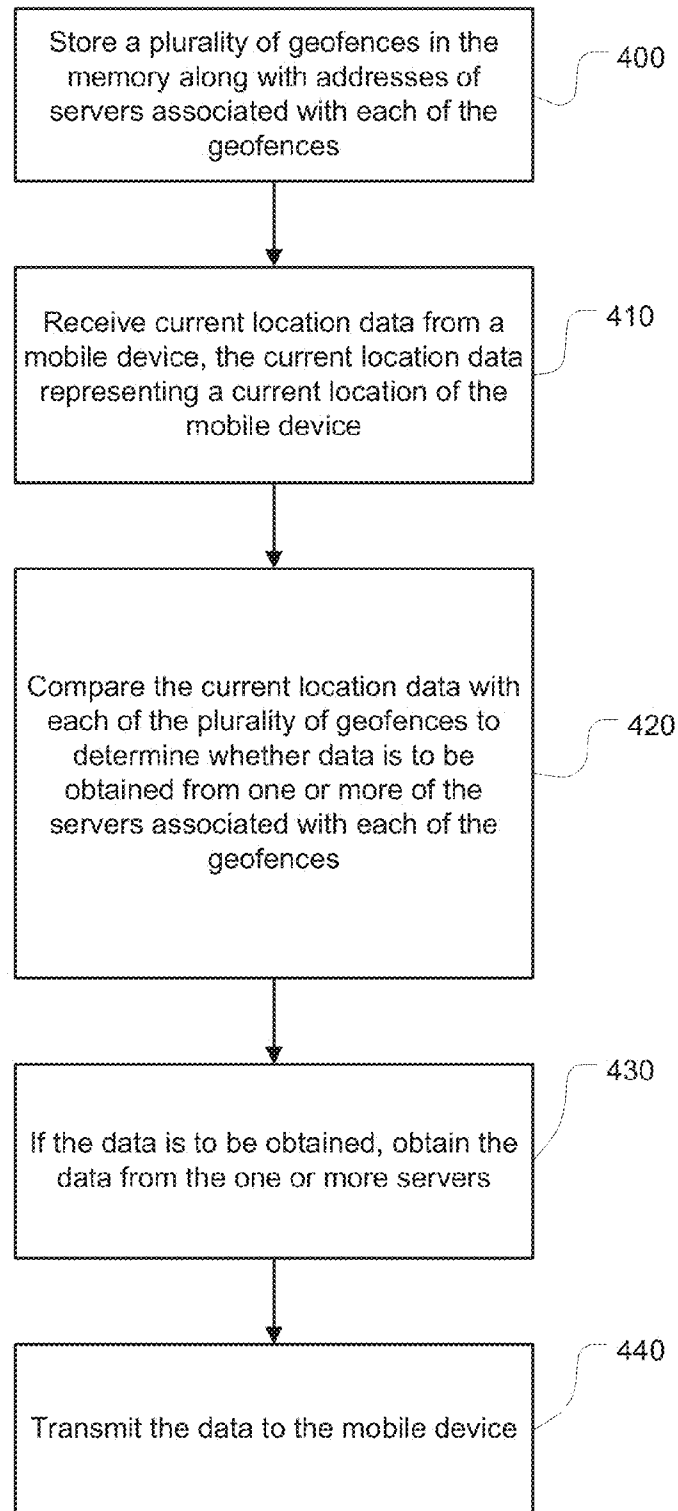 Store a plurality of geofences in the
memory along with addresses of
servers associated with each of the
geofences
400
Receive current location data from a
mobile device, the current location data
representing a current location of the
mobile device
410
Compare the current location data with
each of the plurality of geofences to
determine whether data is to be
obtained from one or more of the
servers associated with each of the
geofences
420
If the data is to be obtained, obtain the
data from the one or more servers
430
Transmit the data to the mobile device
440